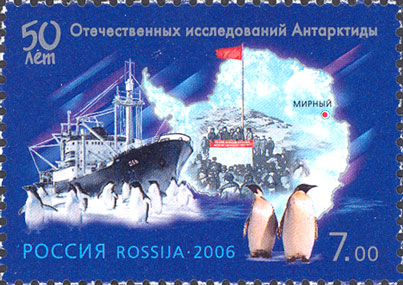 50 лет
Отечественных исследований Антарктиды
МИРНЫЙ
РОССИЯ ROSSIJA · 2006
7.00